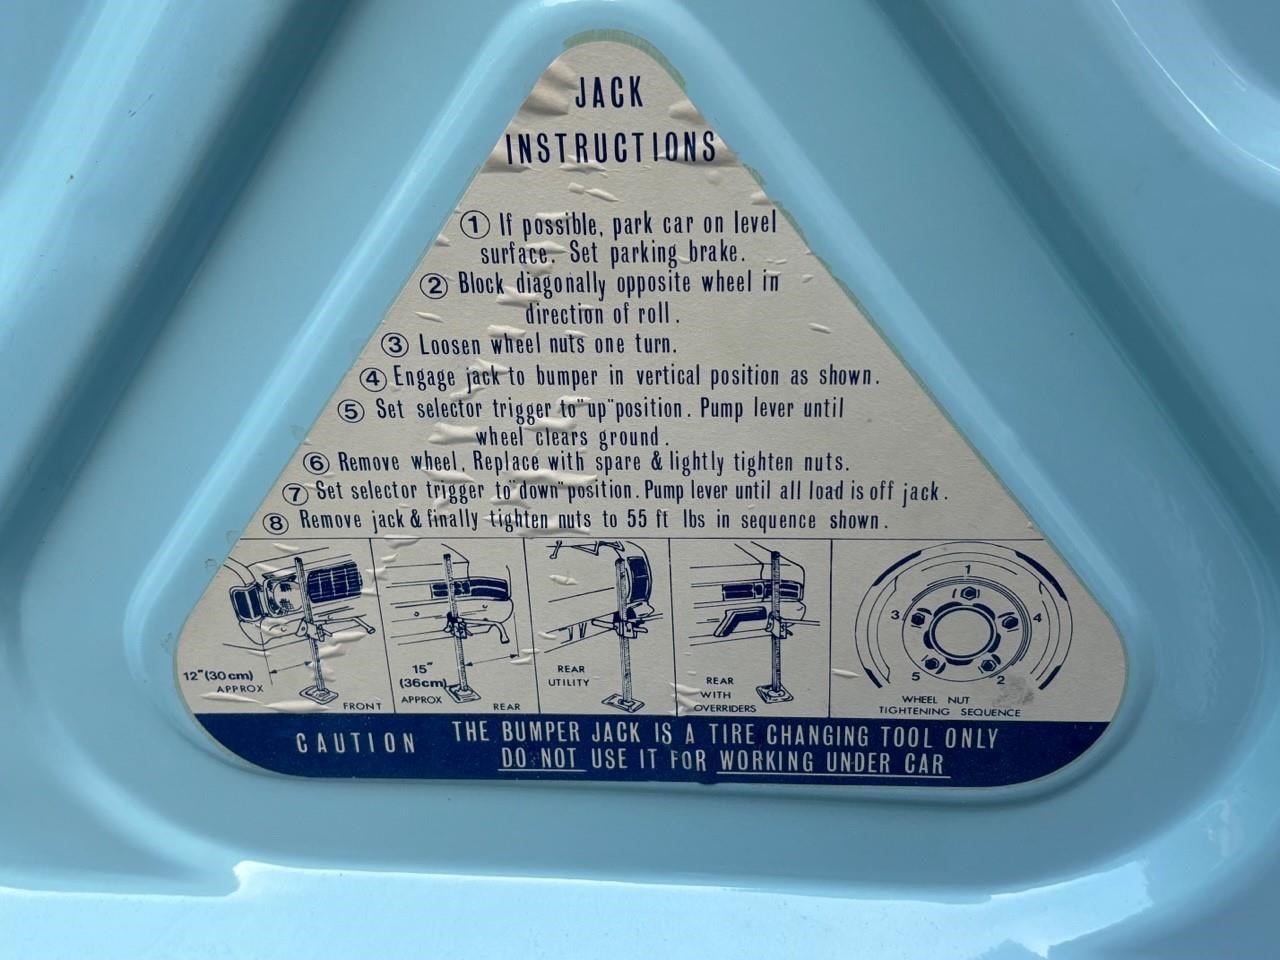 JACK
INSTRUCTIONS
① If possible, park car on level
surface. Set parking brake.
② Block diagonally opposite wheel in
direction of roll.
③ Loosen wheel nuts one turn.
④ Engage jack to bumper in vertical position as shown.
⑤ Set selector trigger to "up" position. Pump lever until
wheel clears ground.
⑥ Remove wheel. Replace with spare & lightly tighten nuts.
⑦ Set selector trigger to "down" position. Pump lever until all load is off jack.
⑧ Remove jack & finally tighten nuts to 55 ft lbs in sequence shown.
12" (30 cm)
APPROX
FRONT
15"
(36cm)
APPROX
REAR
REAR
UTILITY
REAR
WITH
OVERRIDERS
1
3
4
5
2
WHEEL NUT
TIGHTENING SEQUENCE
CAUTION
THE BUMPER JACK IS A TIRE CHANGING TOOL ONLY
DO NOT USE IT FOR WORKING UNDER CAR